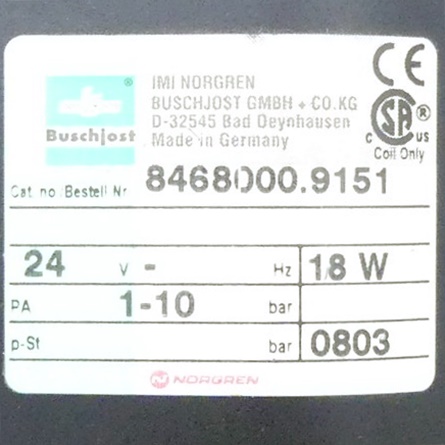 IMI NORGREN
BUSCHJOST GMBH + CO.KG
D-32545 Bad Oeynhausen
Made in Germany
® Buschjost
CE
C SA ® US
Coil Only
Cat. no./Bestell Nr. 8468000.9151
24 V - Hz 18 W
PA 1-10 bar
p-St bar 0803
NORGREN